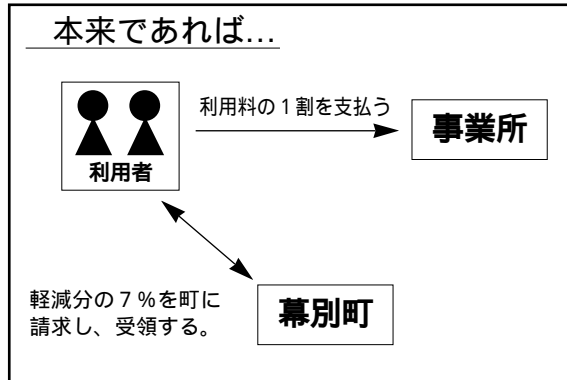 本来であれば…
利用料の１割を支払う
事業所
利用者
軽減分の７％を町に
請求し、受領する。
幕別町